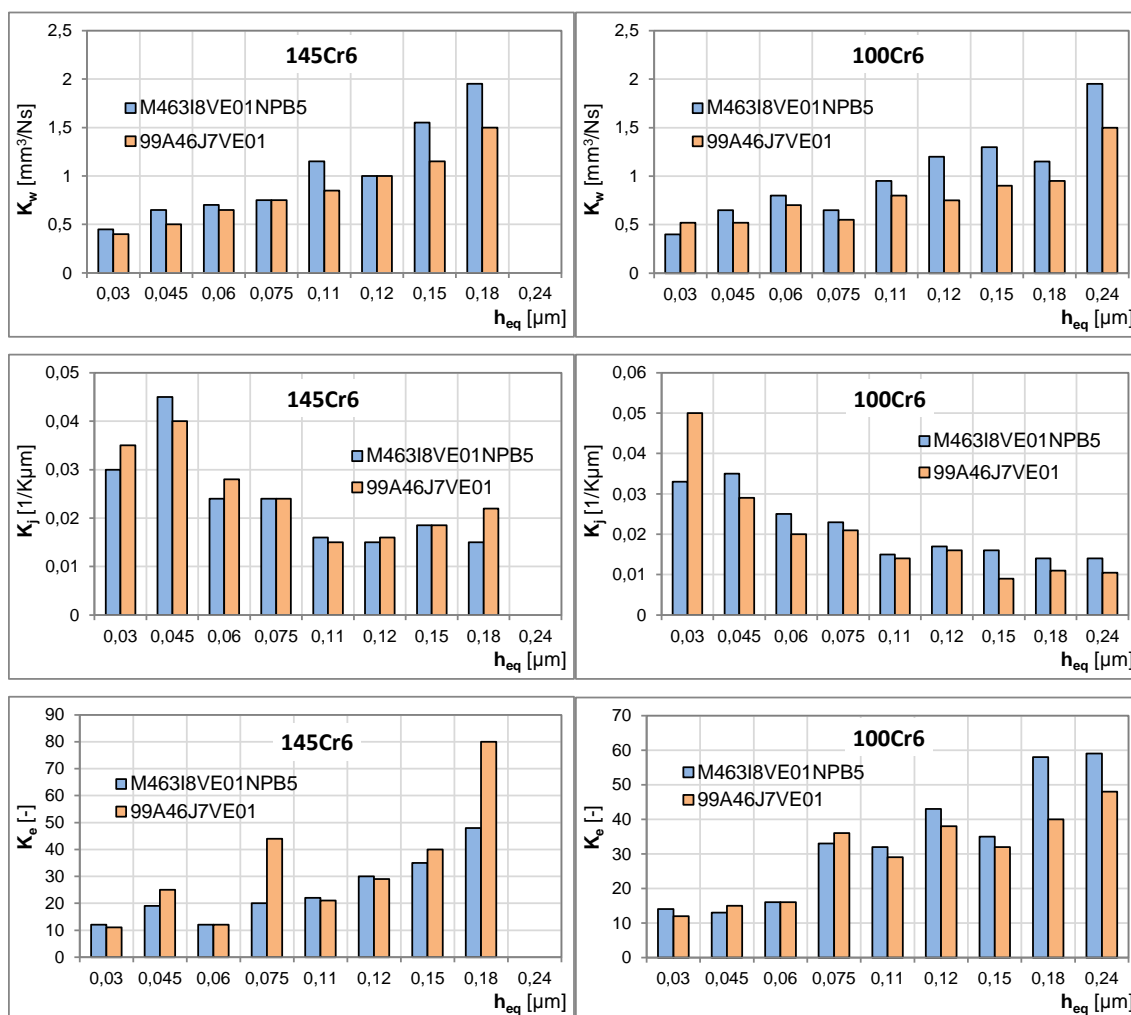 145Cr6
K_w [mm³/Ns]
2,5
2
1,5
1
0,5
0
M463I8VE01NPB5
99A46J7VE01
0,03 0,045 0,06 0,075 0,11 0,12 0,15 0,18 0,24
h_eq [µm]
100Cr6
K_w [mm³/Ns]
2,5
2
1,5
1
0,5
0
M463I8VE01NPB5
99A46J7VE01
0,03 0,045 0,06 0,075 0,11 0,12 0,15 0,18 0,24
h_eq [µm]
145Cr6
K_j [1/Kµm]
0,05
0,04
0,03
0,02
0,01
0
M463I8VE01NPB5
99A46J7VE01
0,03 0,045 0,06 0,075 0,11 0,12 0,15 0,18 0,24
h_eq [µm]
100Cr6
K_j [1/Kµm]
0,06
0,05
0,04
0,03
0,02
0,01
0
M463I8VE01NPB5
99A46J7VE01
0,03 0,045 0,06 0,075 0,11 0,12 0,15 0,18 0,24
h_eq [µm]
145Cr6
K_e [-]
90
80
70
60
50
40
30
20
10
0
M463I8VE01NPB5
99A46J7VE01
0,03 0,045 0,06 0,075 0,11 0,12 0,15 0,18 0,24
h_eq [µm]
100Cr6
K_e [-]
70
60
50
40
30
20
10
0
M463I8VE01NPB5
99A46J7VE01
0,03 0,045 0,06 0,075 0,11 0,12 0,15 0,18 0,24
h_eq [µm]